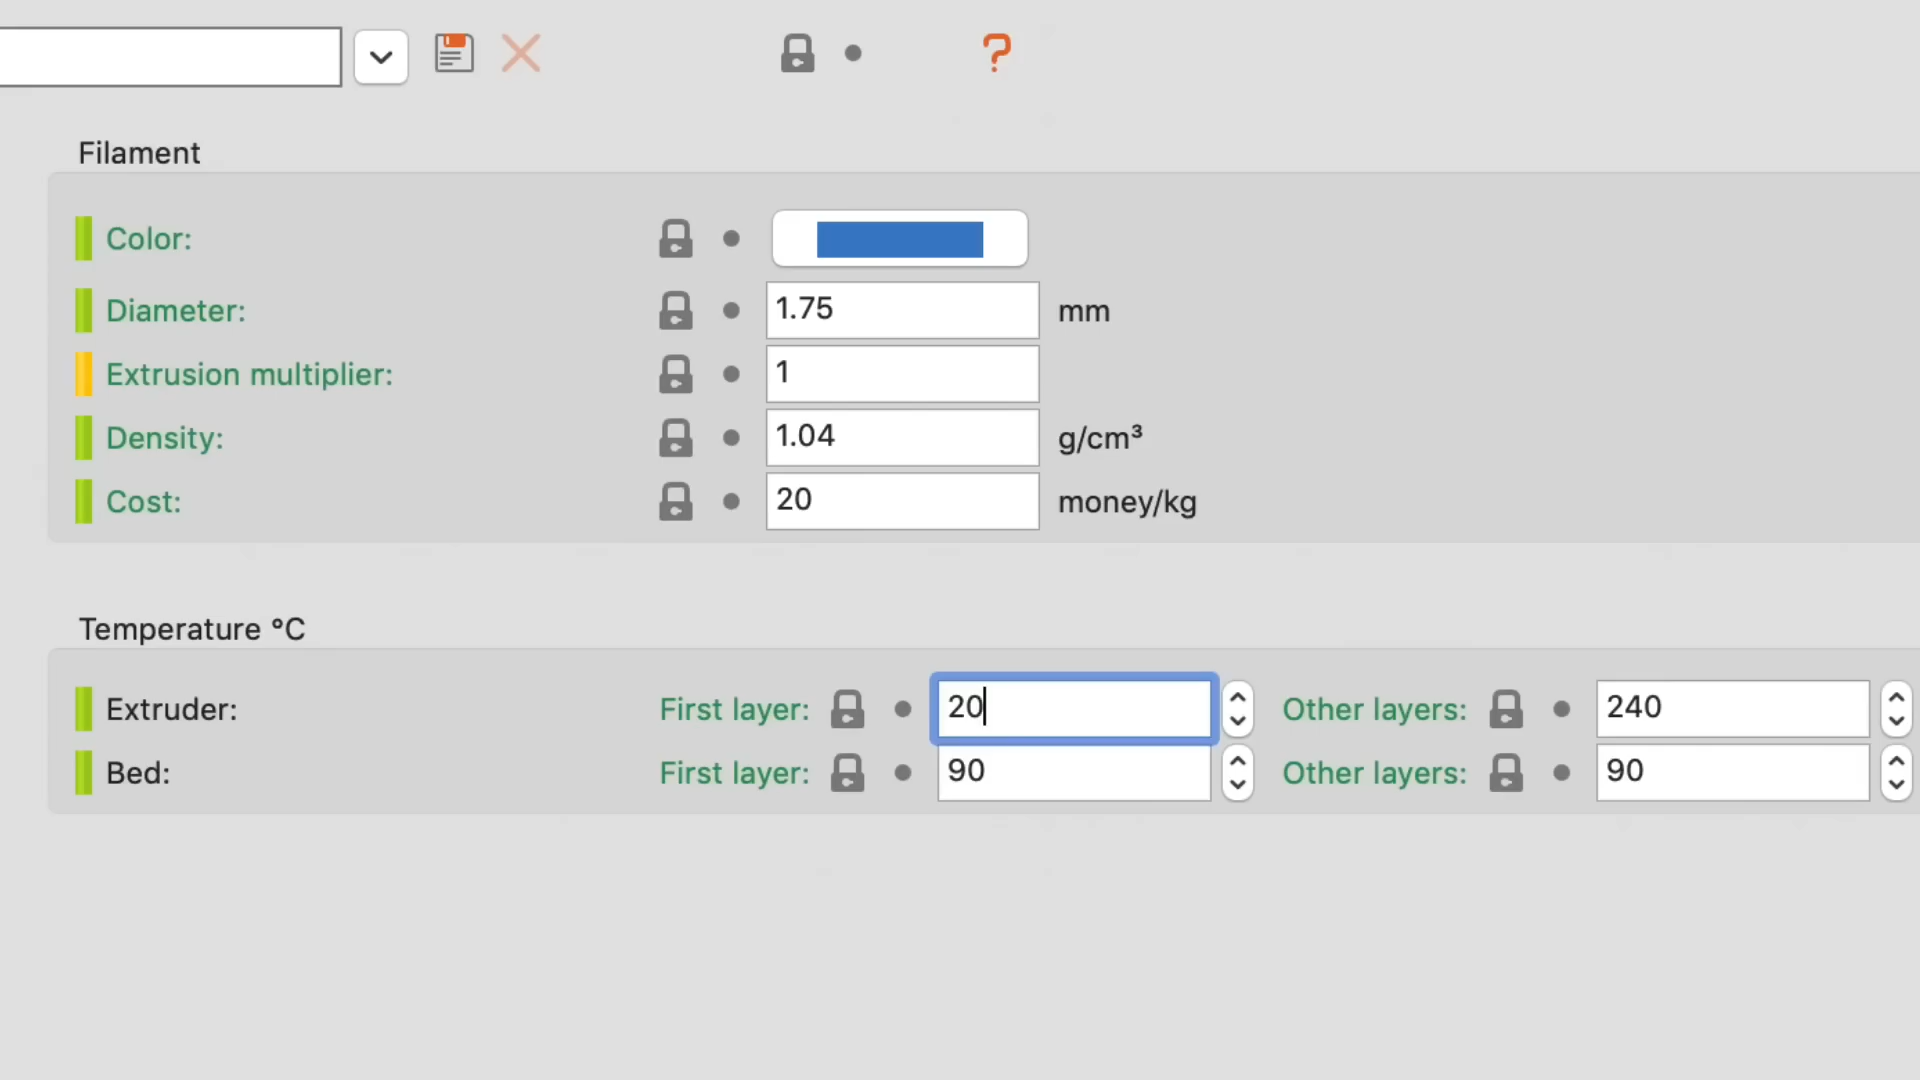 Filament
Color:
Diameter: 1.75 mm
Extrusion multiplier: 1
Density: 1.04 g/cm³
Cost: 20 money/kg
Temperature °C
Extruder: First layer: 20 Other layers: 240
Bed: First layer: 90 Other layers: 90